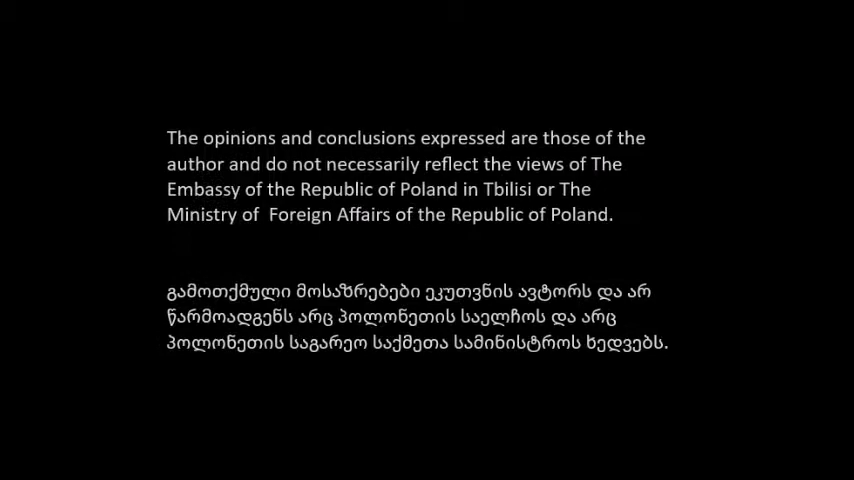 The opinions and conclusions expressed are those of the
author and do not necessarily reflect the views of The
Embassy of the Republic of Poland in Tbilisi or The
Ministry of  Foreign Affairs of the Republic of Poland.
გამოთქმული მოსაზრებები ეკუთვნის ავტორს და არ
წარმოადგენს არც პოლონეთის საელჩოს და არც
პოლონეთის საგარეო საქმეთა სამინისტროს ხედვებს.